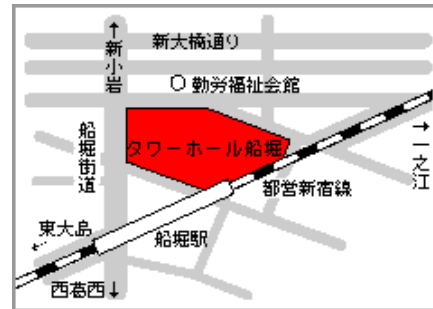 ↑新小岩
新大橋通り
○勤労福祉会館
船堀街道
タワーホール船堀
→一之江
都営新宿線
東大島
←
船堀駅
西葛西↓